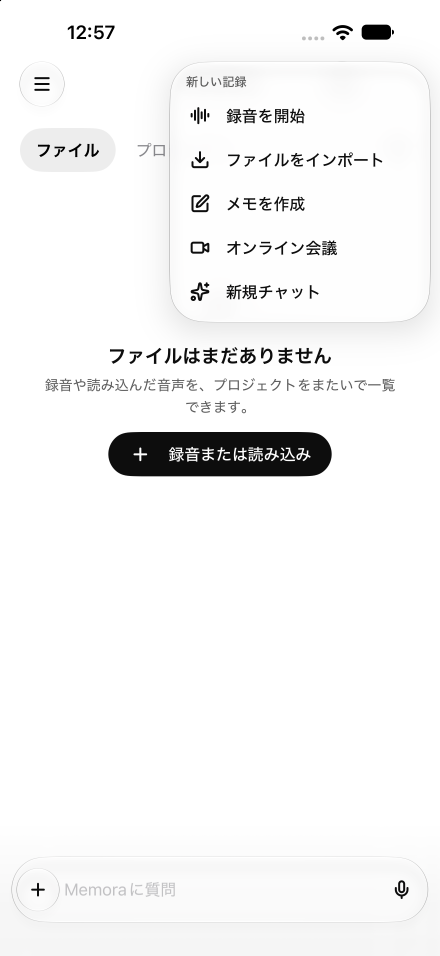 12:57
新しい記録
録音を開始
ファイルをインポート
メモを作成
オンライン会議
新規チャット
ファイル
プロ
ファイルはまだありません
録音や読み込んだ音声を、プロジェクトをまたいで一覧
できます。
録音または読み込み
Memoraに質問